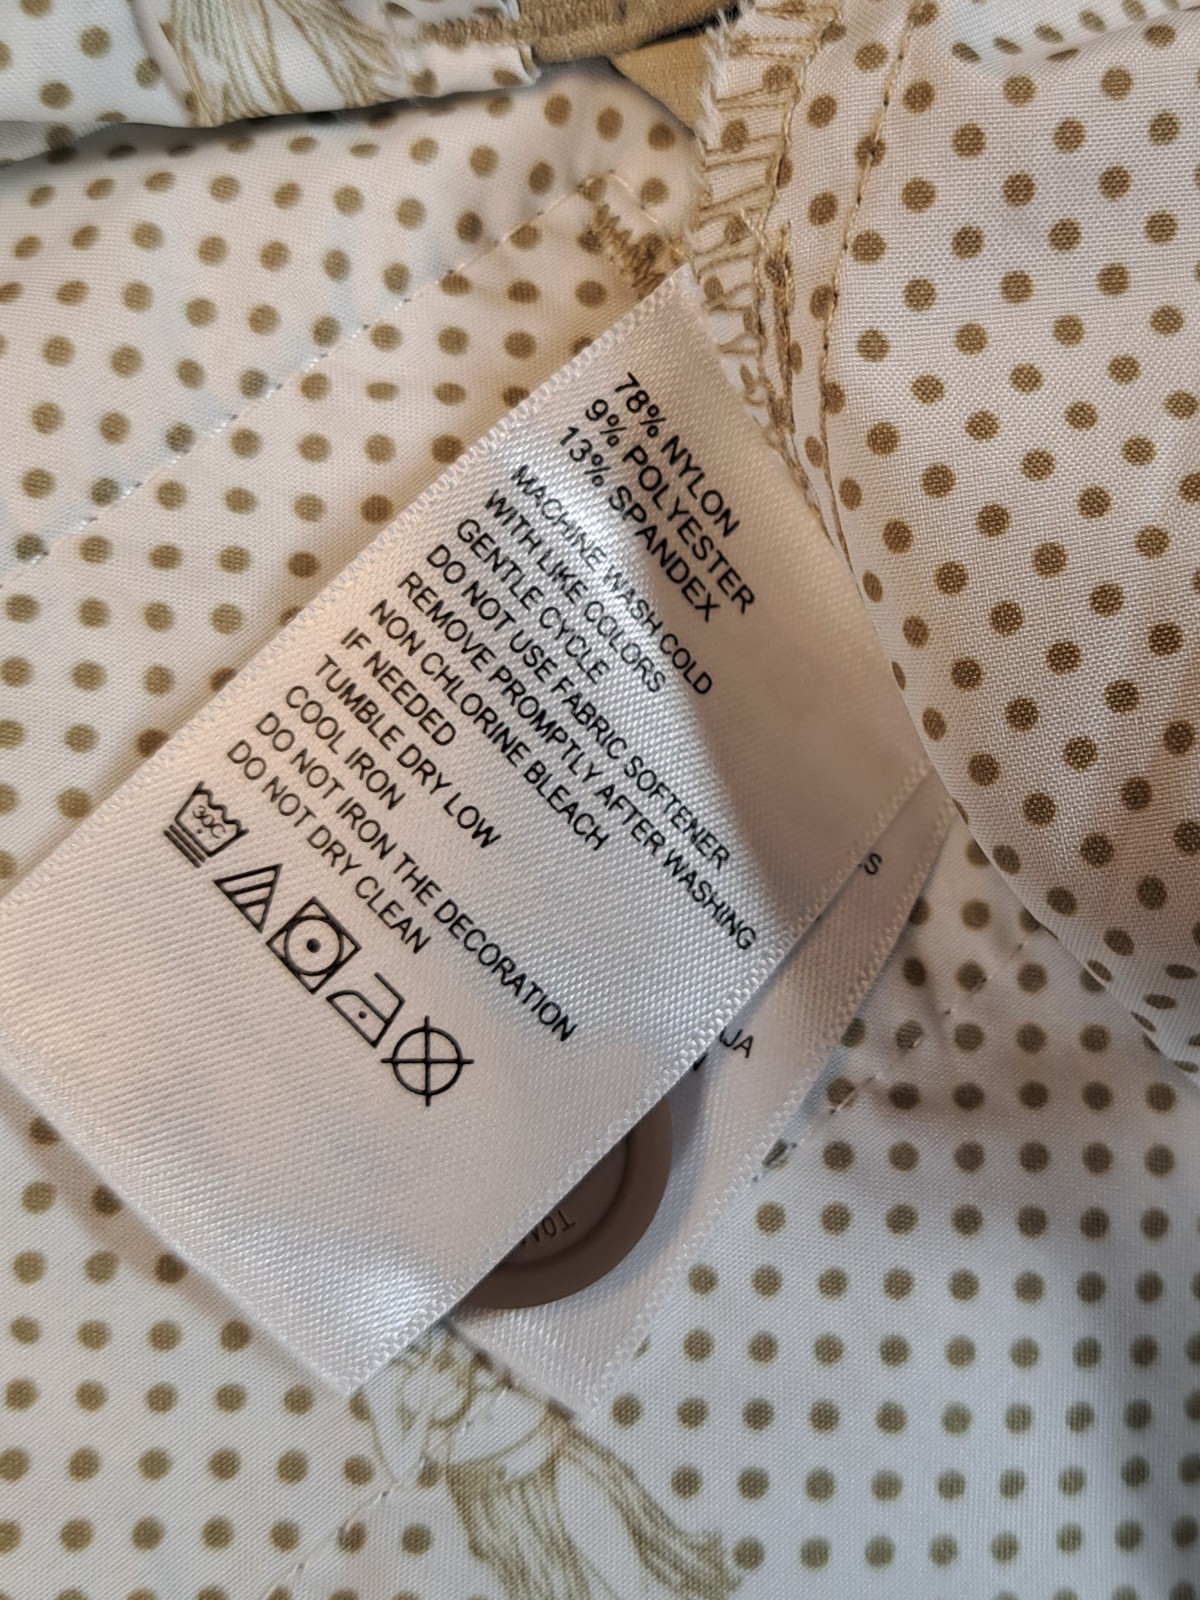 78% NYLON
9% POLYESTER
13% SPANDEX
MACHINE WASH COLD
WITH LIKE COLORS
GENTLE CYCLE
DO NOT USE FABRIC SOFTENER
REMOVE PROMPTLY AFTER WASHING
NON CHLORINE BLEACH
IF NEEDED
TUMBLE DRY LOW
COOL IRON
DO NOT IRON THE DECORATION
DO NOT DRY CLEAN
30C